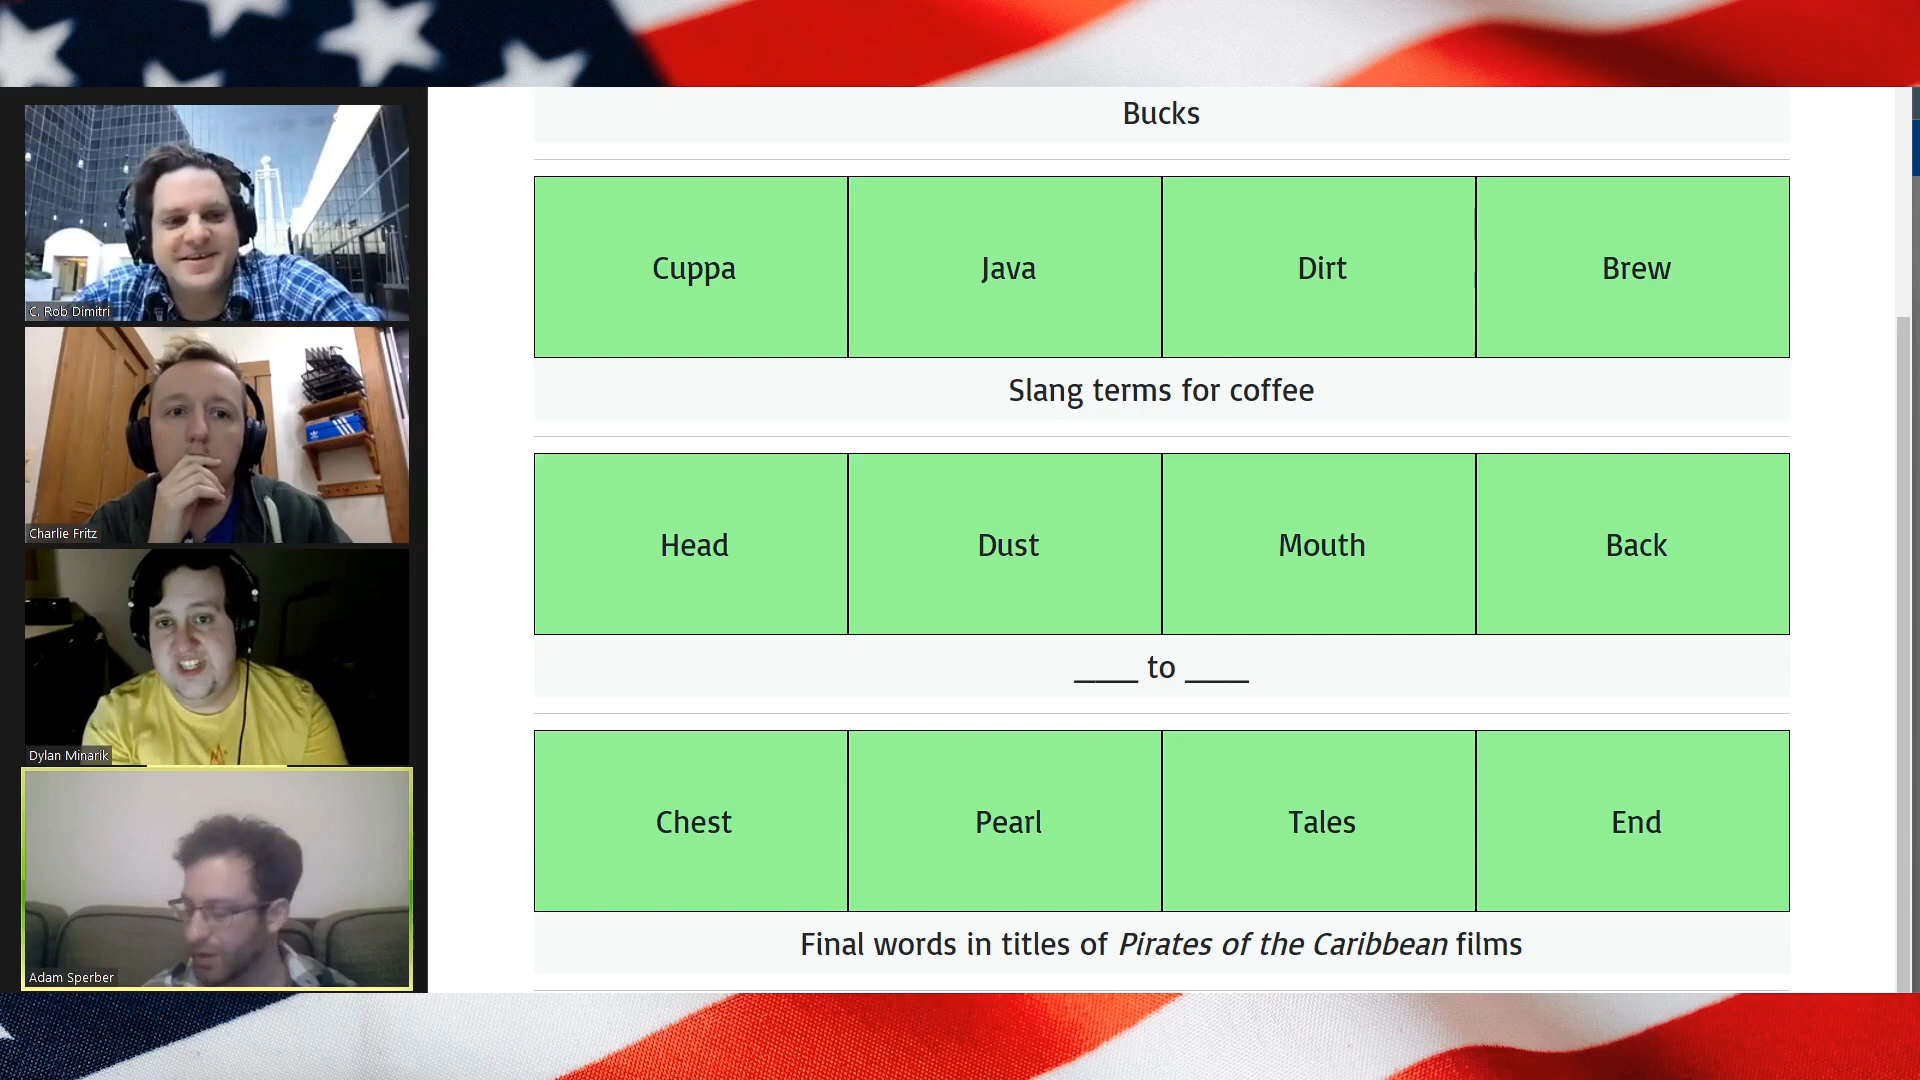 C. Rob Dimitri
Charlie Fritz
Dylan Minarik
Adam Sperber
Bucks
Cuppa
Java
Dirt
Brew
Slang terms for coffee
Head
Dust
Mouth
Back
____ to ____
Chest
Pearl
Tales
End
Final words in titles of Pirates of the Caribbean films